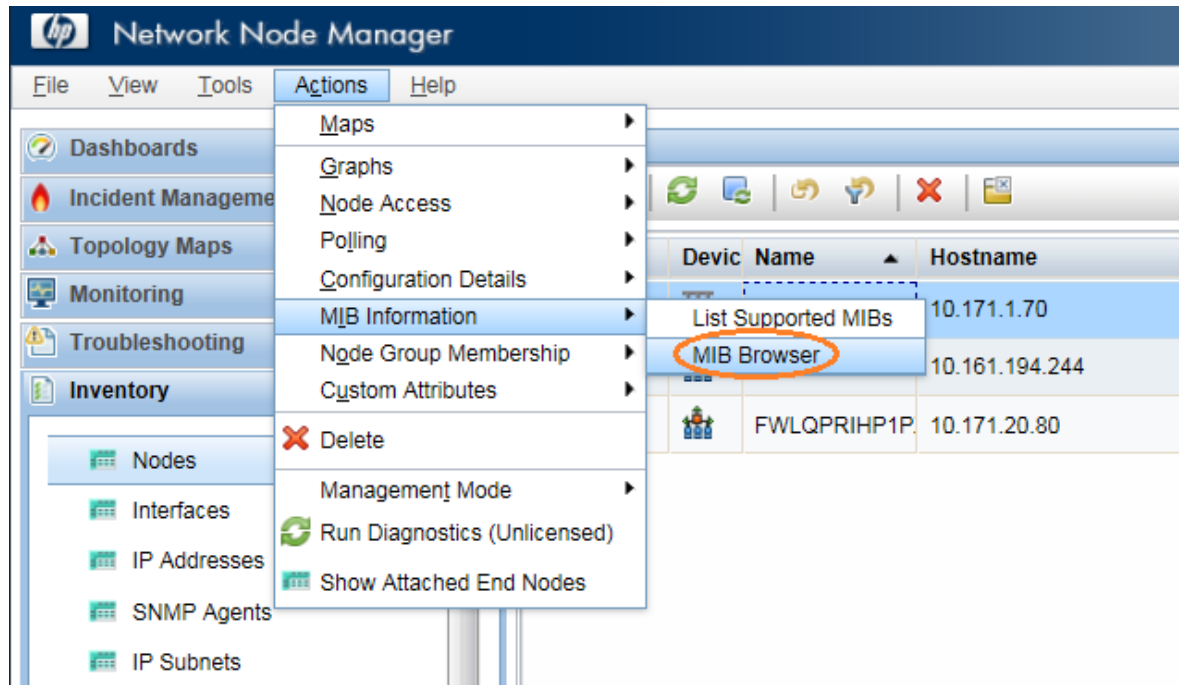 hp Network Node Manager
File View Tools Actions Help
Maps
Graphs
Node Access
Polling
Configuration Details
MIB Information
Node Group Membership
Custom Attributes
Delete
Management Mode
Run Diagnostics (Unlicensed)
Show Attached End Nodes
List Supported MIBs
MIB Browser
Dashboards
Incident Manageme
Topology Maps
Monitoring
Troubleshooting
Inventory
Nodes
Interfaces
IP Addresses
SNMP Agents
IP Subnets
Devic Name Hostname
10.171.1.70
10.161.194.244
FWLQPRIHP1P. 10.171.20.80